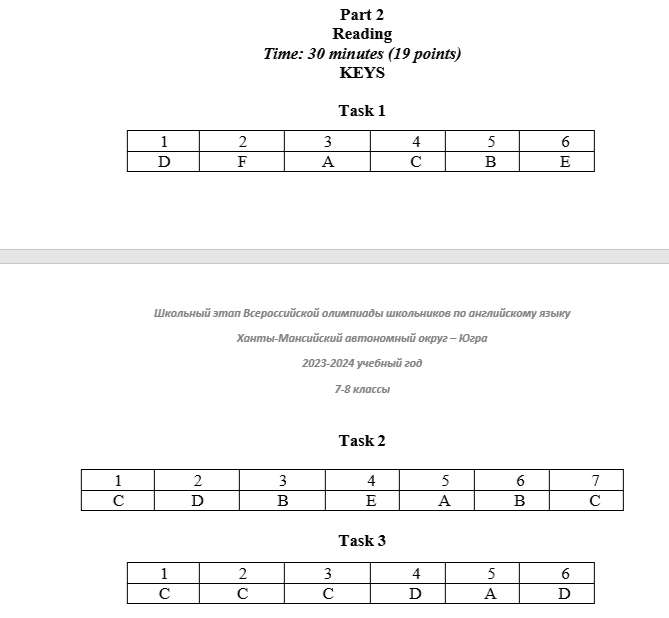 Part 2
Reading
Time: 30 minutes (19 points)
KEYS
Task 1
1 2 3 4 5 6
D F A C B E
Школьный этап Всероссийской олимпиады школьников по английскому языку
Ханты-Мансийский автономный округ – Югра
2023-2024 учебный год
7-8 классы
Task 2
1 2 3 4 5 6 7
C D B E A B C
Task 3
1 2 3 4 5 6
C C C D A D